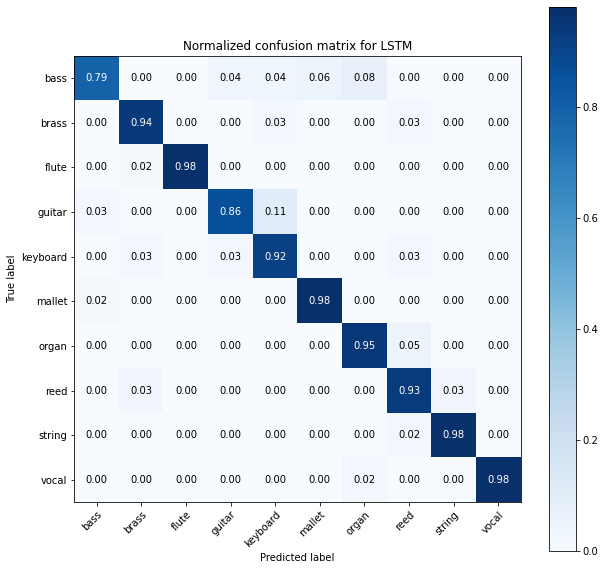 Normalized confusion matrix for LSTM
bass 0.79 0.00 0.00 0.04 0.04 0.06 0.08 0.00 0.00 0.00
brass 0.00 0.94 0.00 0.00 0.03 0.00 0.00 0.03 0.00 0.00
flute 0.00 0.02 0.98 0.00 0.00 0.00 0.00 0.00 0.00 0.00
guitar 0.03 0.00 0.00 0.86 0.11 0.00 0.00 0.00 0.00 0.00
keyboard 0.00 0.03 0.00 0.03 0.92 0.00 0.00 0.03 0.00 0.00
mallet 0.02 0.00 0.00 0.00 0.00 0.98 0.00 0.00 0.00 0.00
organ 0.00 0.00 0.00 0.00 0.00 0.00 0.95 0.05 0.00 0.00
reed 0.00 0.03 0.00 0.00 0.00 0.00 0.00 0.93 0.03 0.00
string 0.00 0.00 0.00 0.00 0.00 0.00 0.00 0.02 0.98 0.00
vocal 0.00 0.00 0.00 0.00 0.00 0.00 0.02 0.00 0.00 0.98
True label
bass brass flute guitar keyboard mallet organ reed string vocal
Predicted label
0.8
0.6
0.4
0.2
0.0